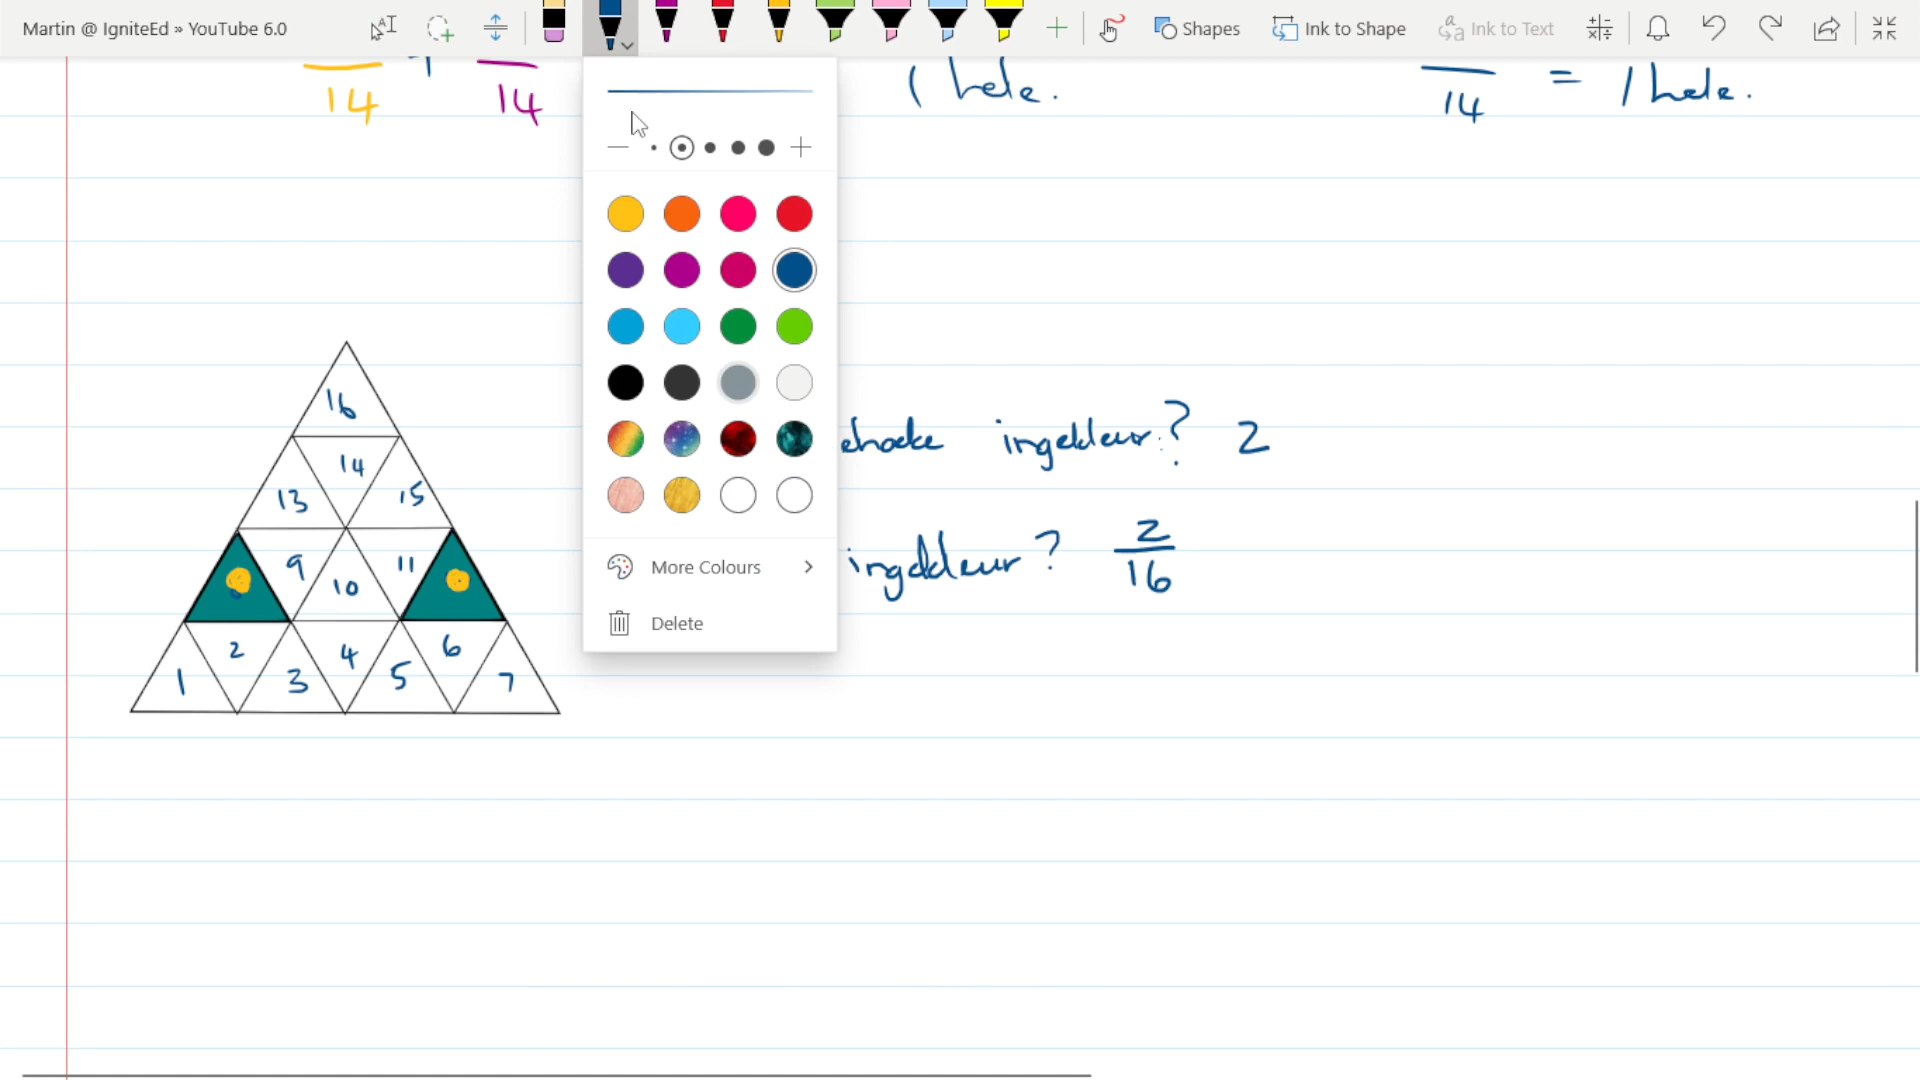 Martin @ IgniteEd » YouTube 6.0
Shapes
Ink to Shape
Ink to Text
14
14
1 hele.
14 = 1 hele.
16
14
13
15
9
11
10
2
4
6
1
3
5
7
ingekleur? 2
ingekleur? 2
16
More Colours
Delete